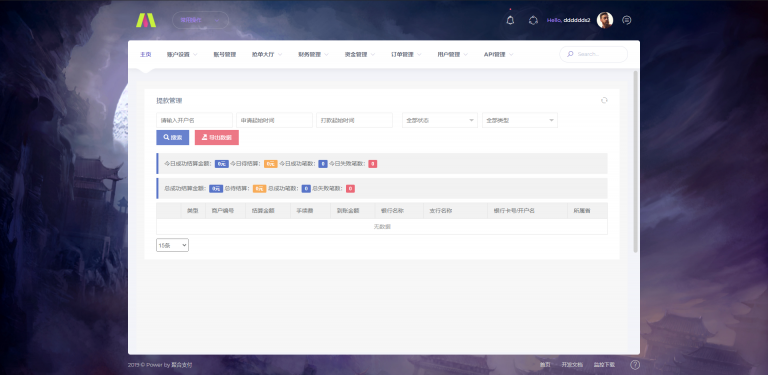 Hello, dddddds2
主页 账户设置 账号管理 抢单大厅 财务管理 资金管理 订单管理 用户管理 API管理 Search...
提款管理
请输入开户名 申请起始时间 打款起始时间 全部状态 全部类型
搜索 导出数据
今日成功结算金额: 0元 今日待结算: 0元 今日成功笔数: 0 今日失败笔数: 0
总成功结算金额: 0元 总待结算: 0元 总成功笔数: 0 总失败笔数: 0
类型 商户编号 结算金额 手续费 到账金额 银行名称 支行名称 银行卡号/开户名 所属省
无数据
15条
2019 © Power by 聚合支付 首页 开发文档 监控下载 ?